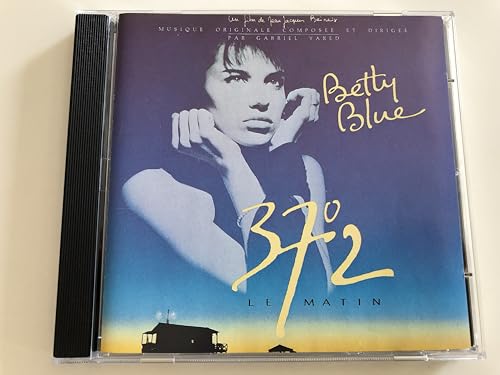 Un film de Jean-Jacques Beineix
MUSIQUE ORIGINALE COMPOSÉE ET DIRIGÉE
PAR GABRIEL YARED
Betty
Blue
37°2
LE MATIN